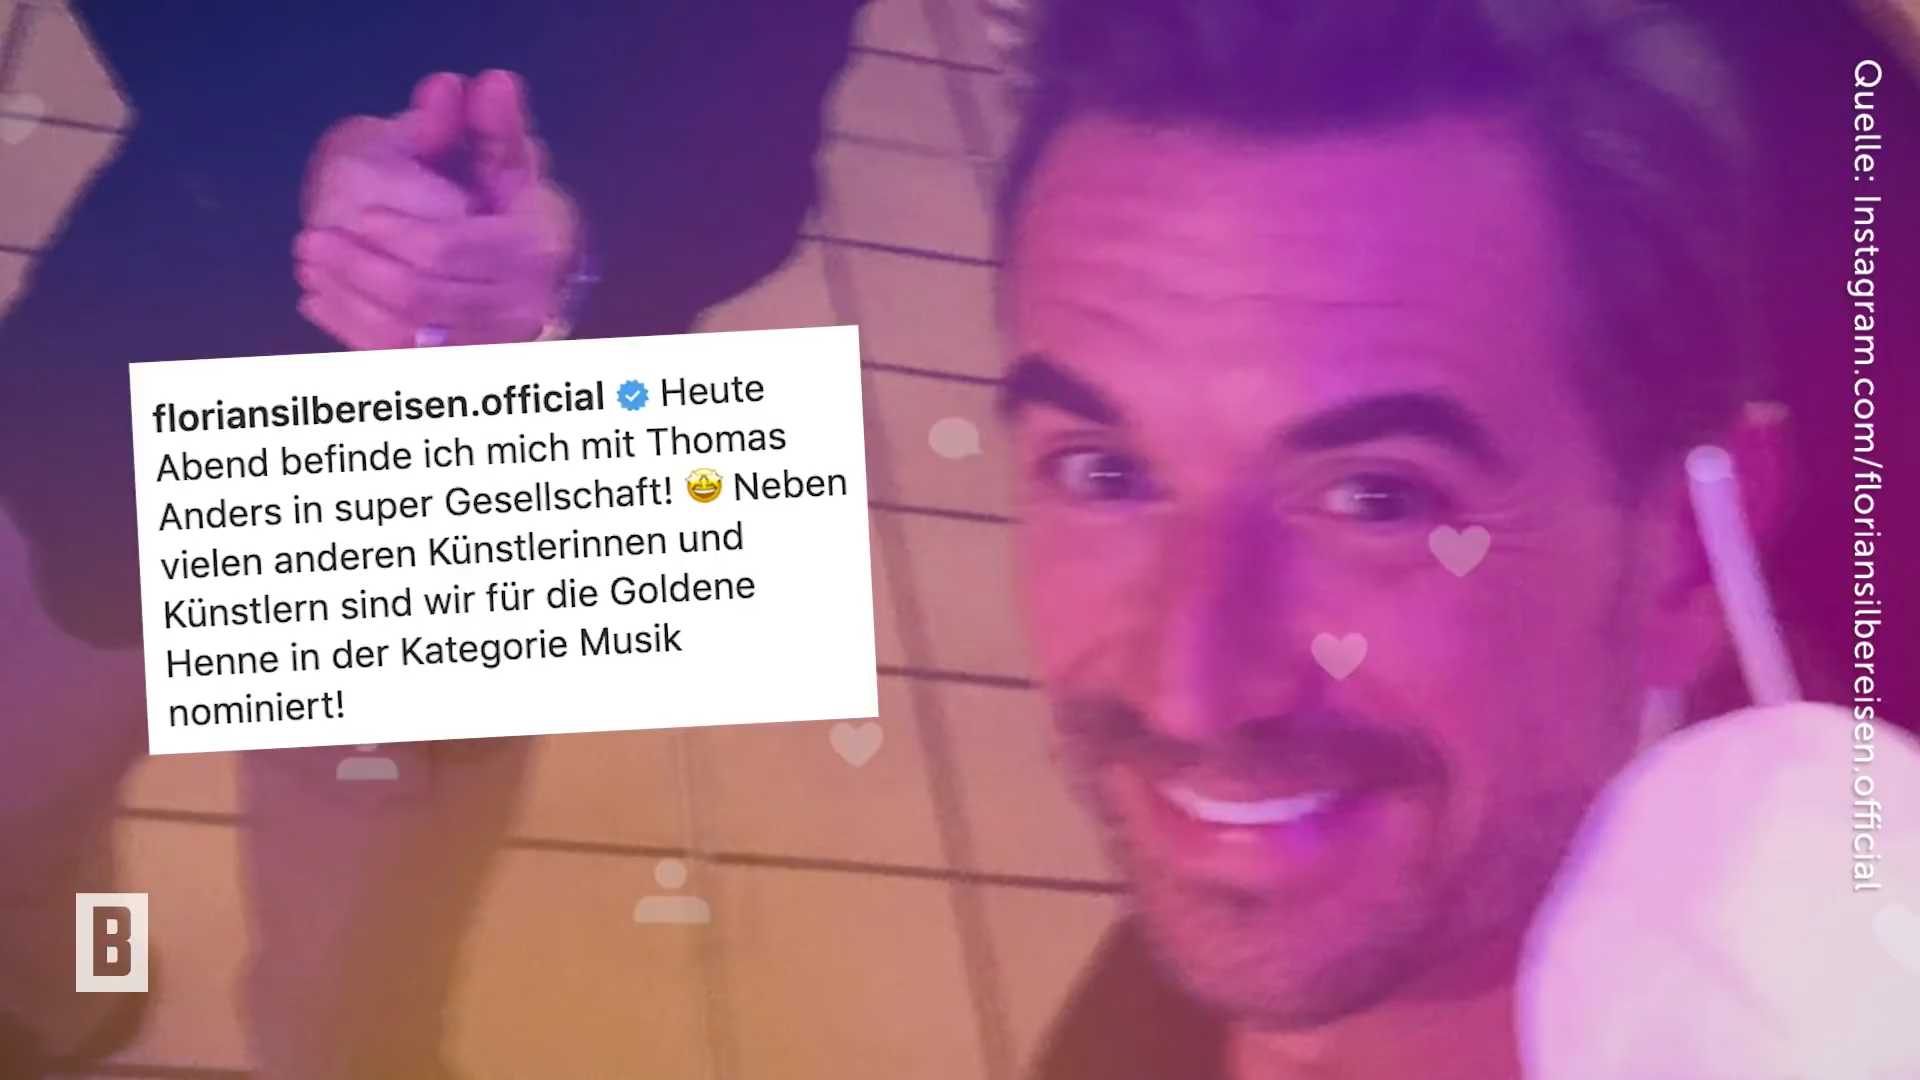 floriansilbereisen.official Heute
Abend befinde ich mich mit Thomas
Anders in super Gesellschaft! 🤩 Neben
vielen anderen Künstlerinnen und
Künstlern sind wir für die Goldene
Henne in der Kategorie Musik
nominiert!
Quelle: Instagram.com/floriansilbereisen.official
B